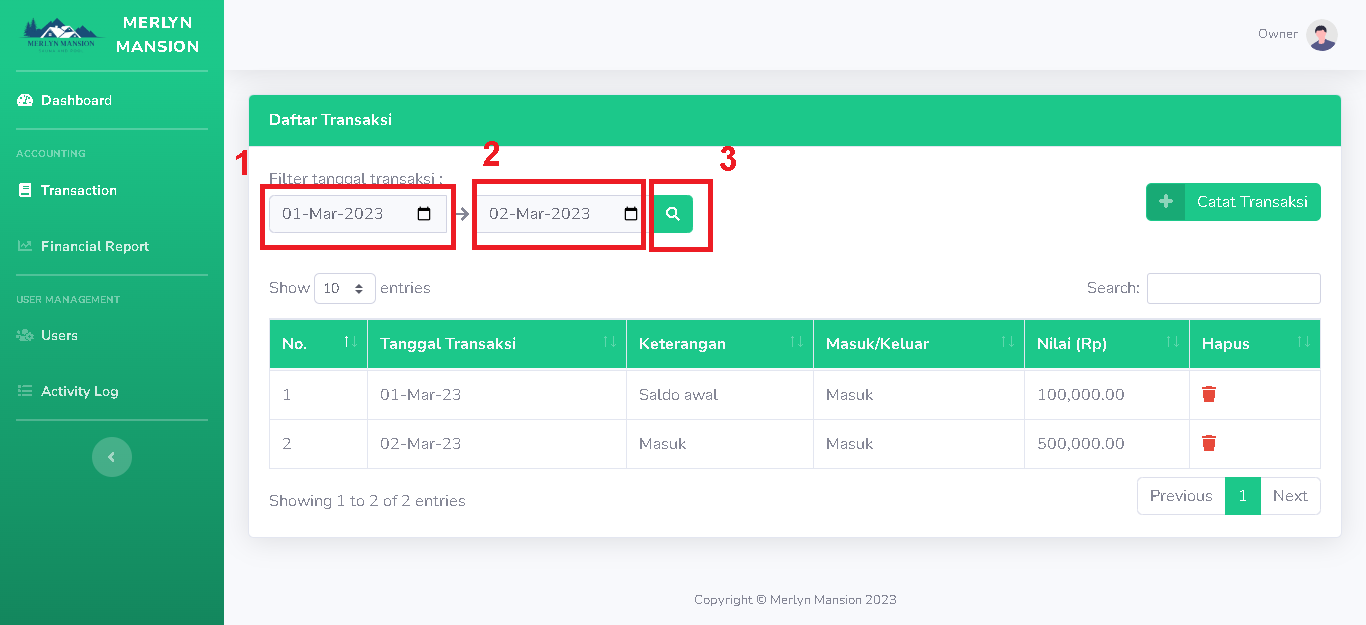 MERLYN
MANSION
MERLYN MANSION
Owner
Dashboard
ACCOUNTING
Transaction
Financial Report
USER MANAGEMENT
Users
Activity Log
Daftar Transaksi
1
2
3
Filter tanggal transaksi :
01-Mar-2023
02-Mar-2023
Catat Transaksi
Show 10 entries
Search:
No. Tanggal Transaksi Keterangan Masuk/Keluar Nilai (Rp) Hapus
1 01-Mar-23 Saldo awal Masuk 100,000.00
2 02-Mar-23 Masuk Masuk 500,000.00
Showing 1 to 2 of 2 entries
Previous 1 Next
Copyright © Merlyn Mansion 2023